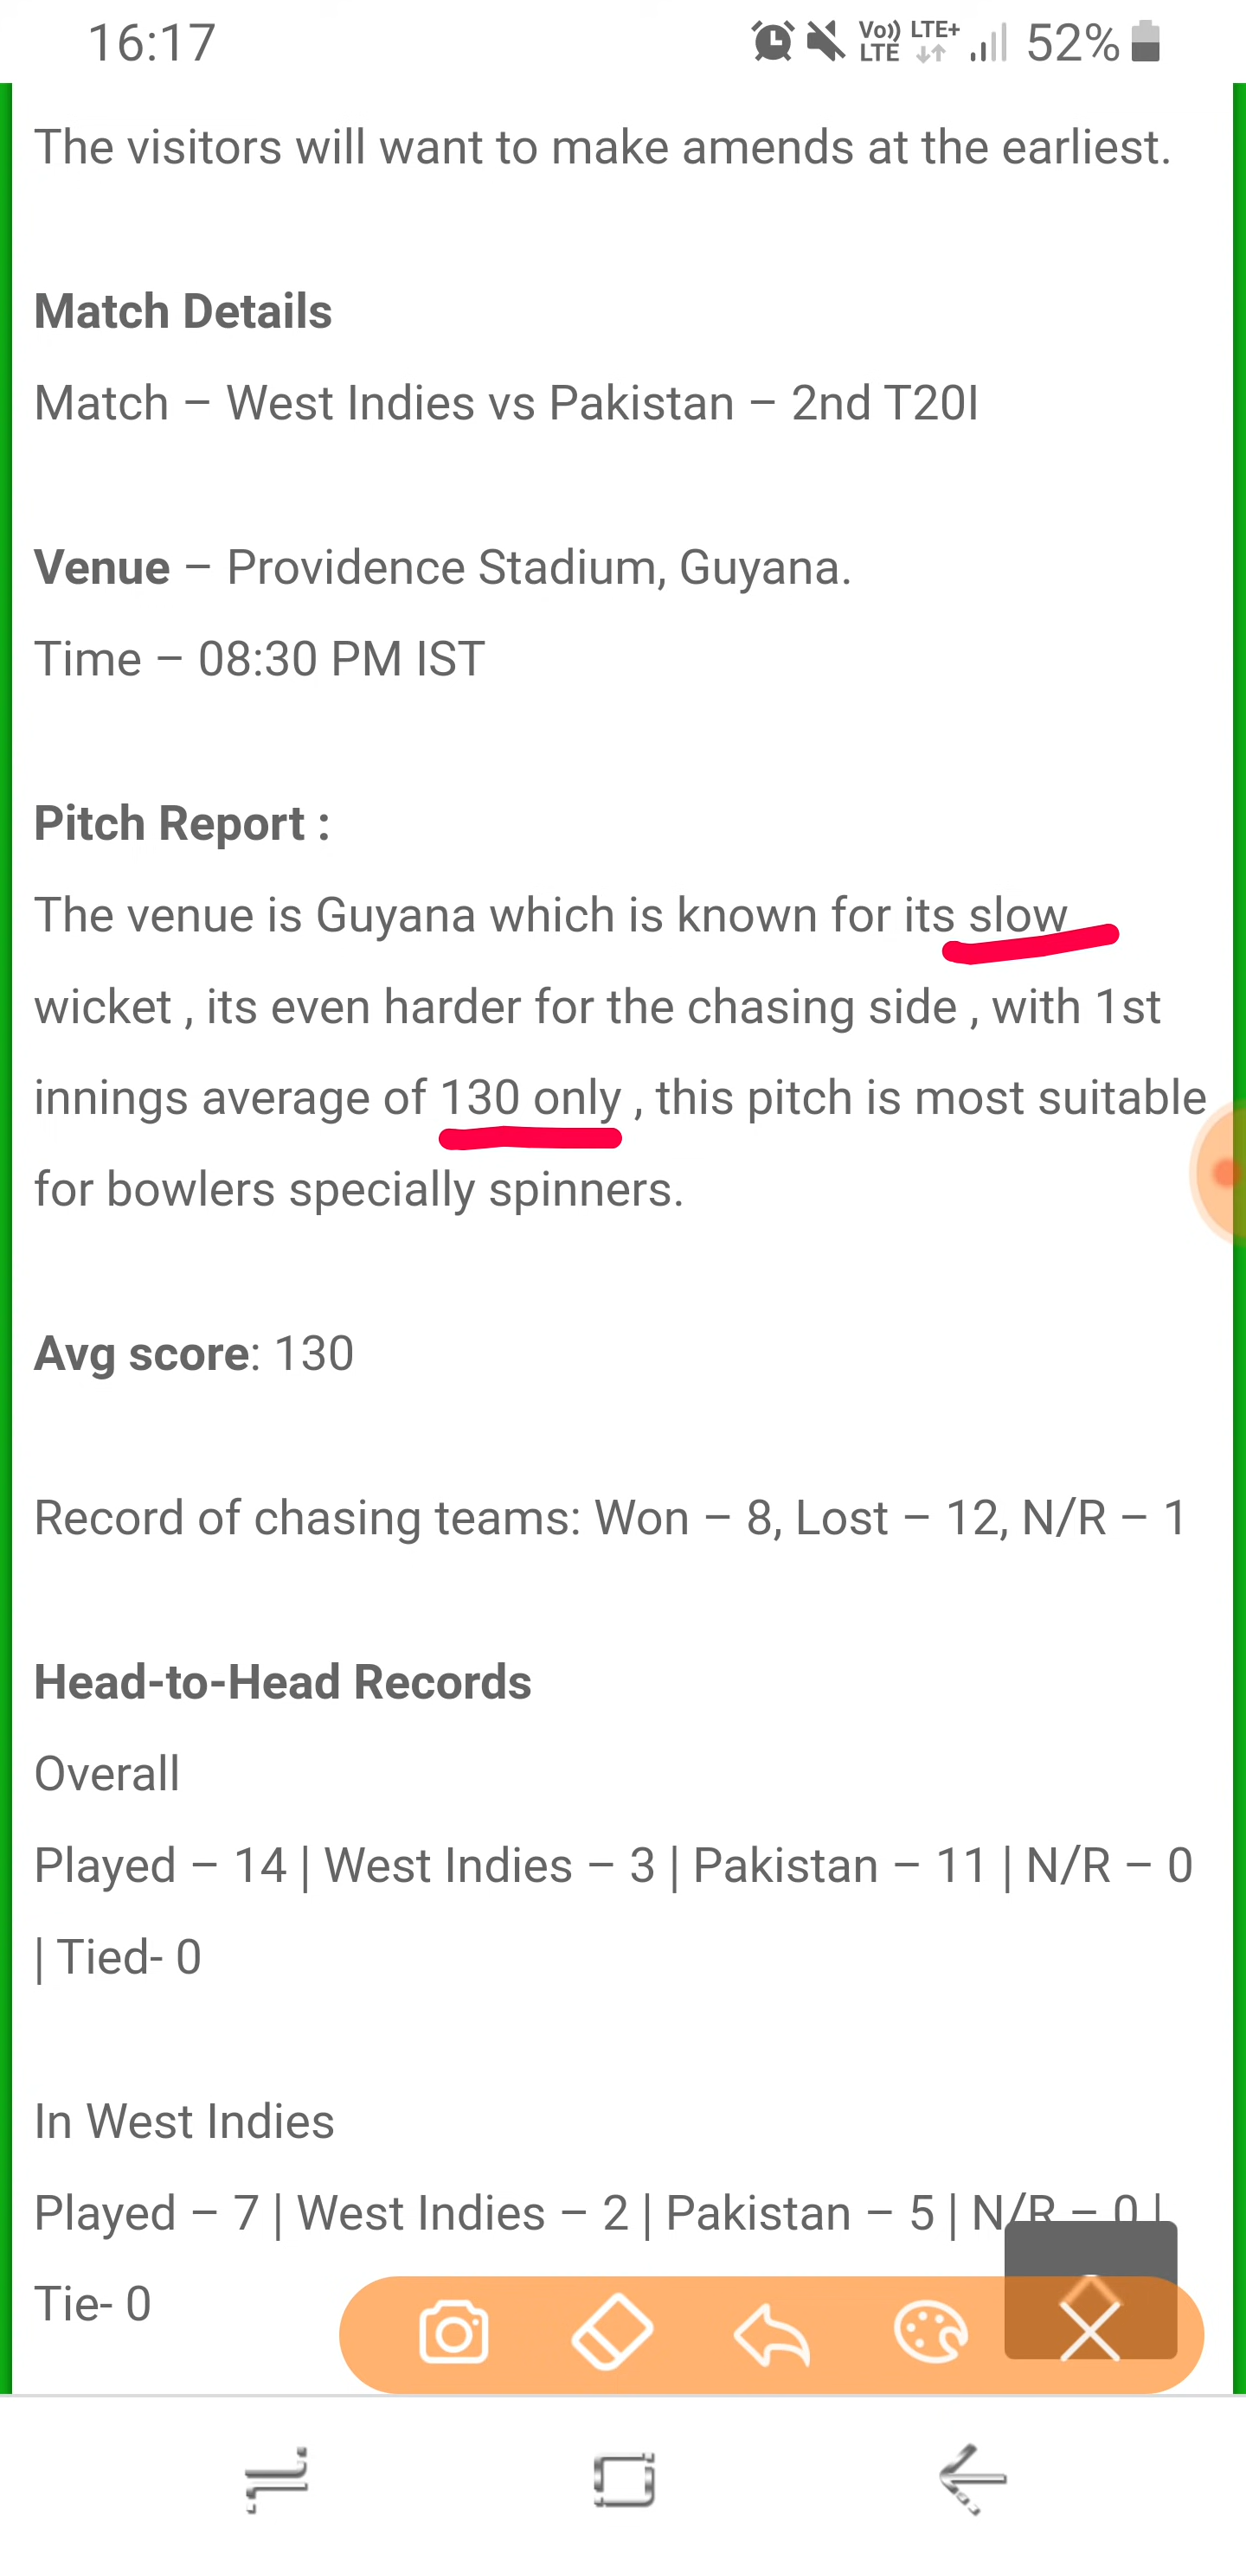 16:17
Vo)) LTE LTE+ 52%
The visitors will want to make amends at the earliest.
Match Details
Match – West Indies vs Pakistan – 2nd T20I
Venue – Providence Stadium, Guyana.
Time – 08:30 PM IST
Pitch Report :
The venue is Guyana which is known for its slow
wicket , its even harder for the chasing side , with 1st
innings average of 130 only , this pitch is most suitable
for bowlers specially spinners.
Avg score: 130
Record of chasing teams: Won – 8, Lost – 12, N/R – 1
Head-to-Head Records
Overall
Played – 14 | West Indies – 3 | Pakistan – 11 | N/R – 0
| Tied- 0
In West Indies
Played – 7 | West Indies – 2 | Pakistan – 5 | N/R – 0 |
Tie- 0